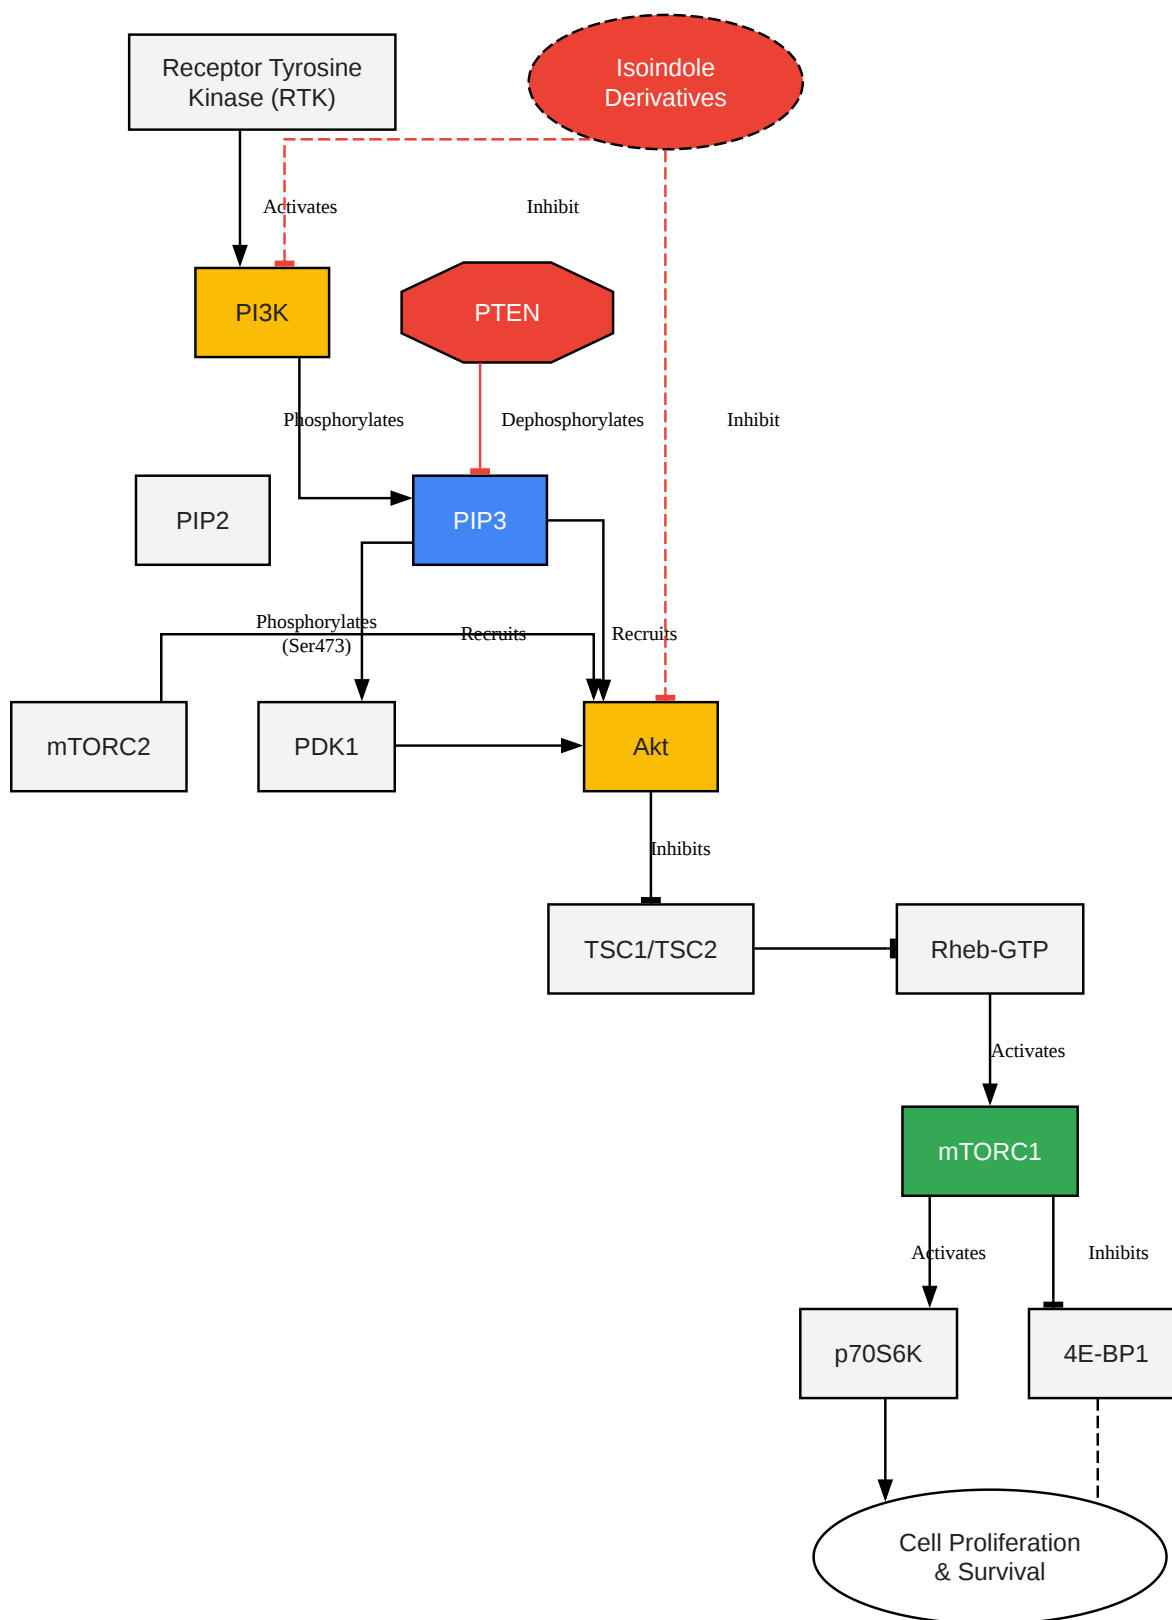 Receptor Tyrosine
Kinase (RTK)
Isoindole
Derivatives
Activates
Inhibit
PI3K
PTEN
Phosphorylates
Dephosphorylates
Inhibit
PIP2
PIP3
Phosphorylates
(Ser473)
Recruits
Recruits
mTORC2
PDK1
Akt
Inhibits
TSC1/TSC2
Rheb-GTP
Activates
mTORC1
Activates
Inhibits
p70S6K
4E-BP1
Cell Proliferation
& Survival